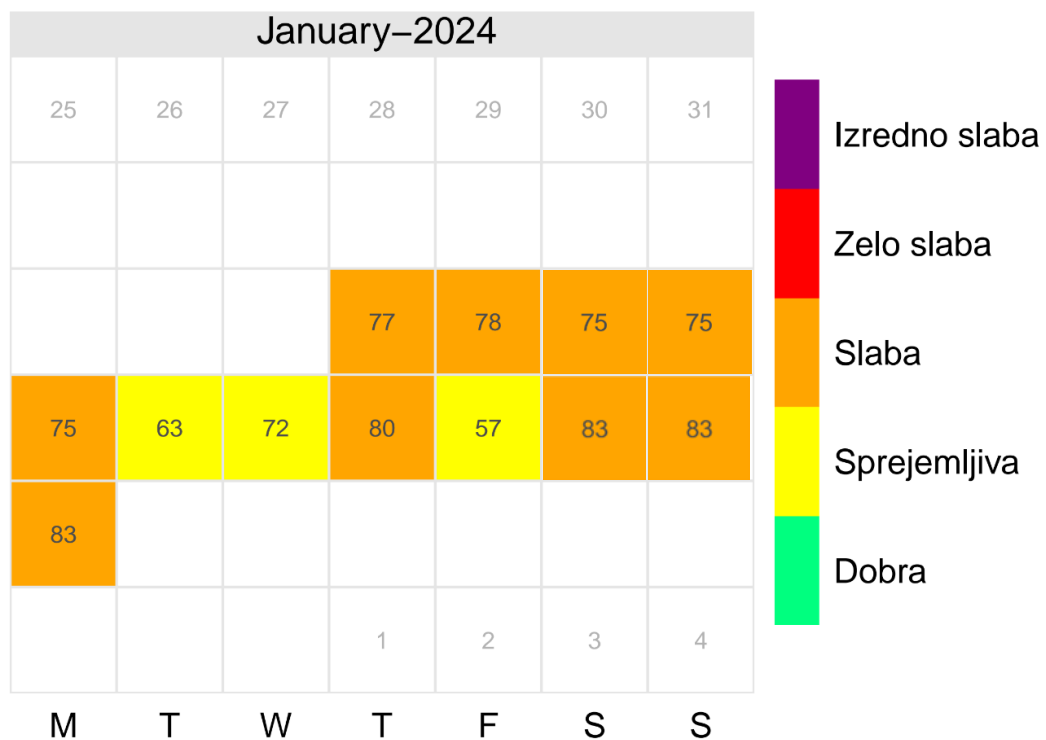 January–2024
25 26 27 28 29 30 31
77 78 75 75
75 63 72 80 57 83 83
83
1 2 3 4
M T W T F S S
Izredno slaba
Zelo slaba
Slaba
Sprejemljiva
Dobra